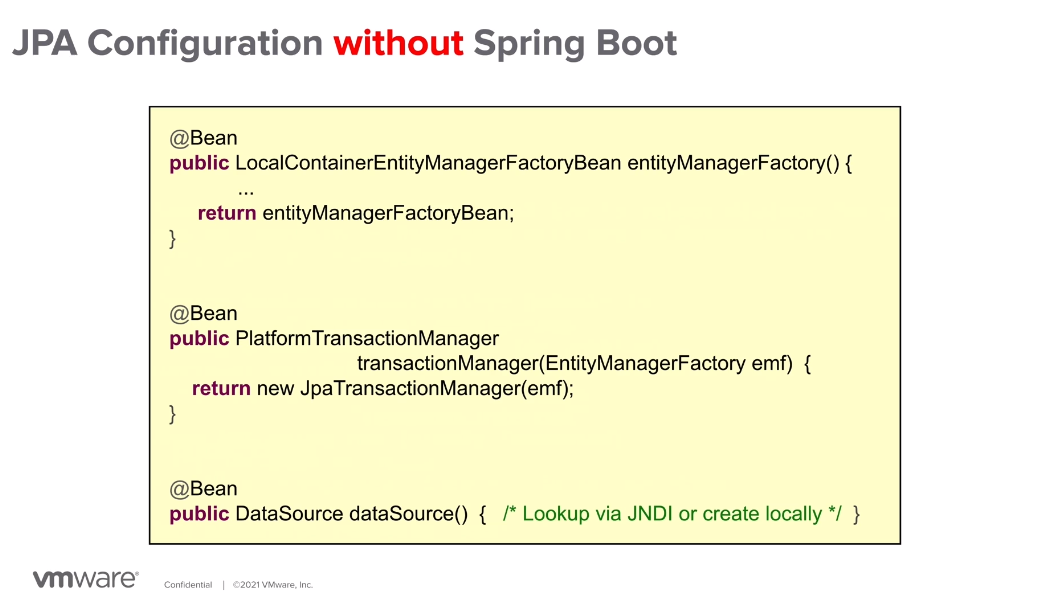 JPA Configuration without Spring Boot
@Bean
public LocalContainerEntityManagerFactoryBean entityManagerFactory() {
...
return entityManagerFactoryBean;
}
@Bean
public PlatformTransactionManager
transactionManager(EntityManagerFactory emf) {
return new JpaTransactionManager(emf);
}
@Bean
public DataSource dataSource() { /* Lookup via JNDI or create locally */ }
vmware® Confidential | ©2021 VMware, Inc.